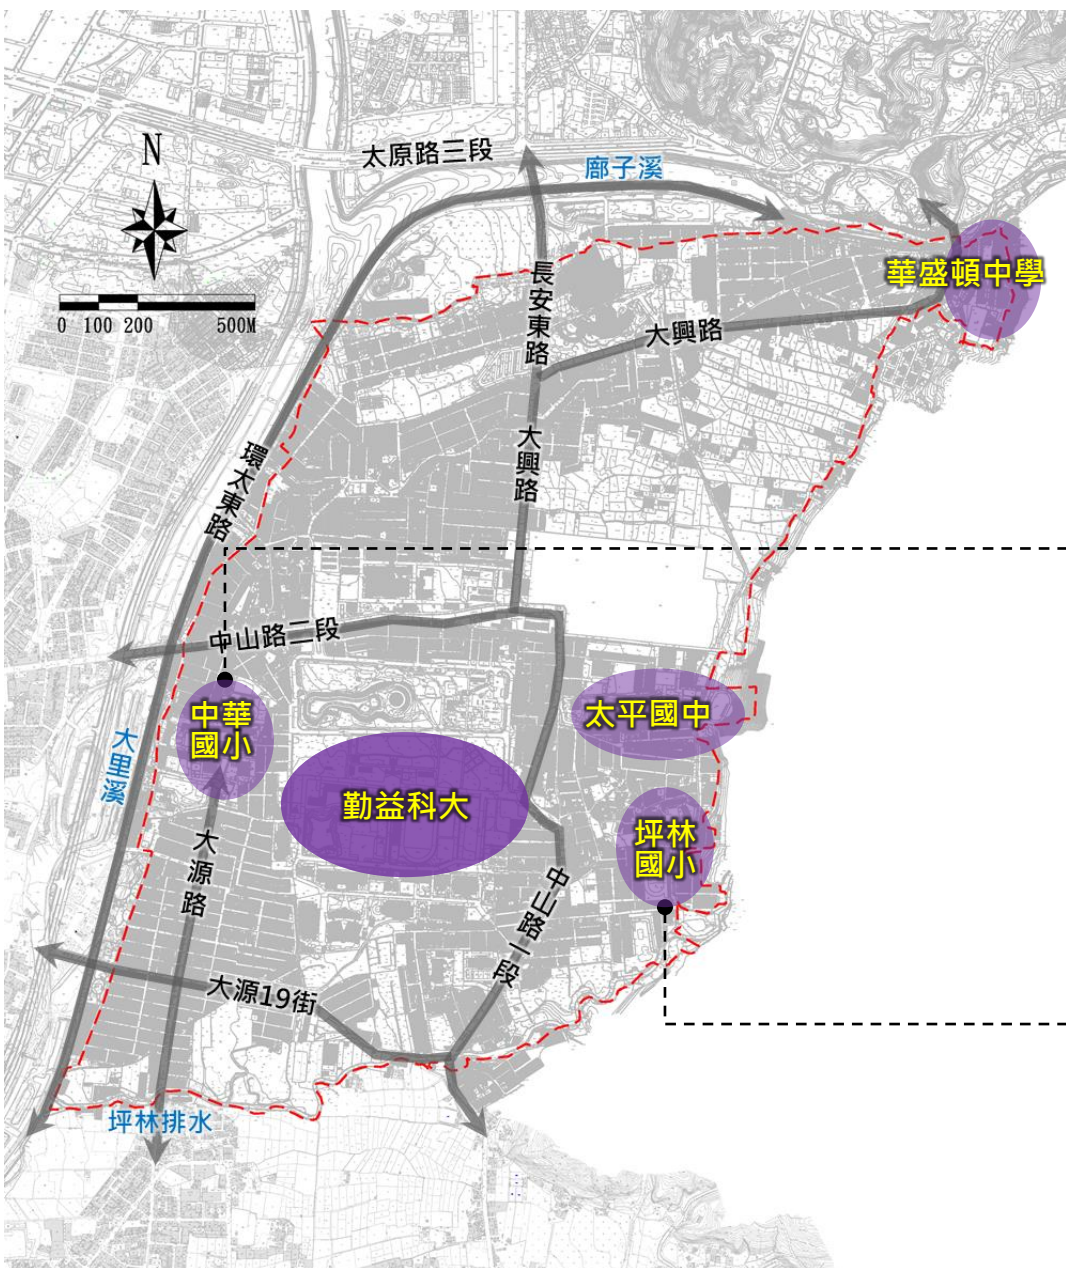 N
0 100 200 500M
太原路三段
廍子溪
華盛頓中學
長安東路
大興路
大興路
環太東路
中山路二段
中華
國小
太平國中
大里溪
勤益科大
坪林
國小
大源路
中山路一段
大源19街
坪林排水